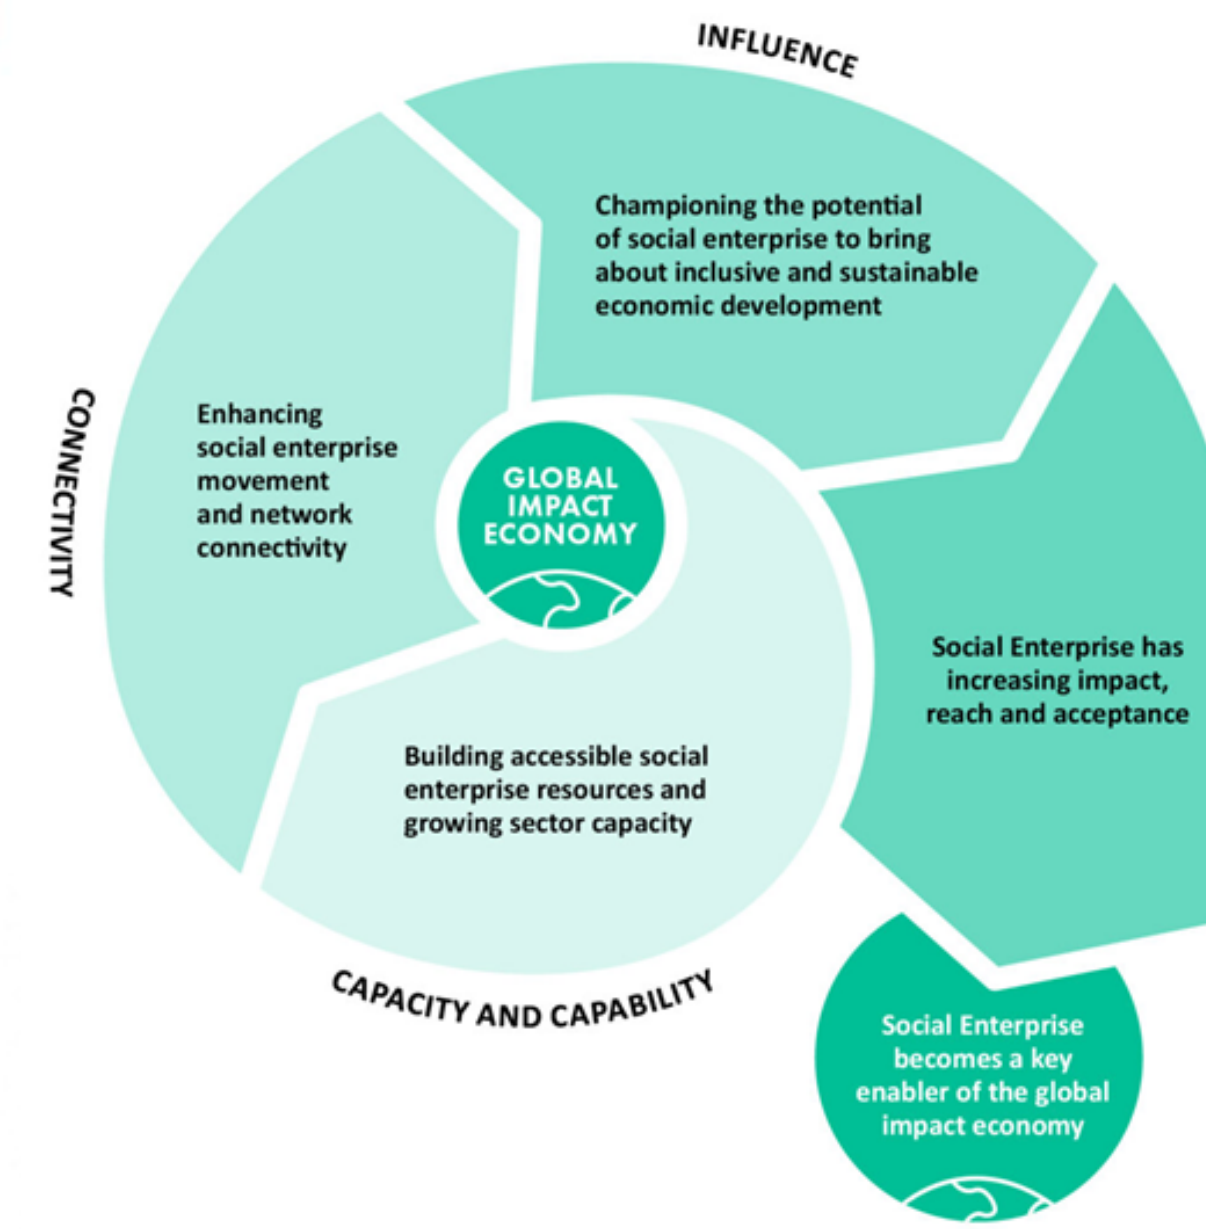 INFLUENCE
Championing the potential
of social enterprise to bring
about inclusive and sustainable
economic development
CONNECTIVITY
Enhancing
social enterprise
movement
and network
connectivity
GLOBAL
IMPACT
ECONOMY
Social Enterprise has
increasing impact,
reach and acceptance
Building accessible social
enterprise resources and
growing sector capacity
CAPACITY AND CAPABILITY
Social Enterprise
becomes a key
enabler of the global
impact economy